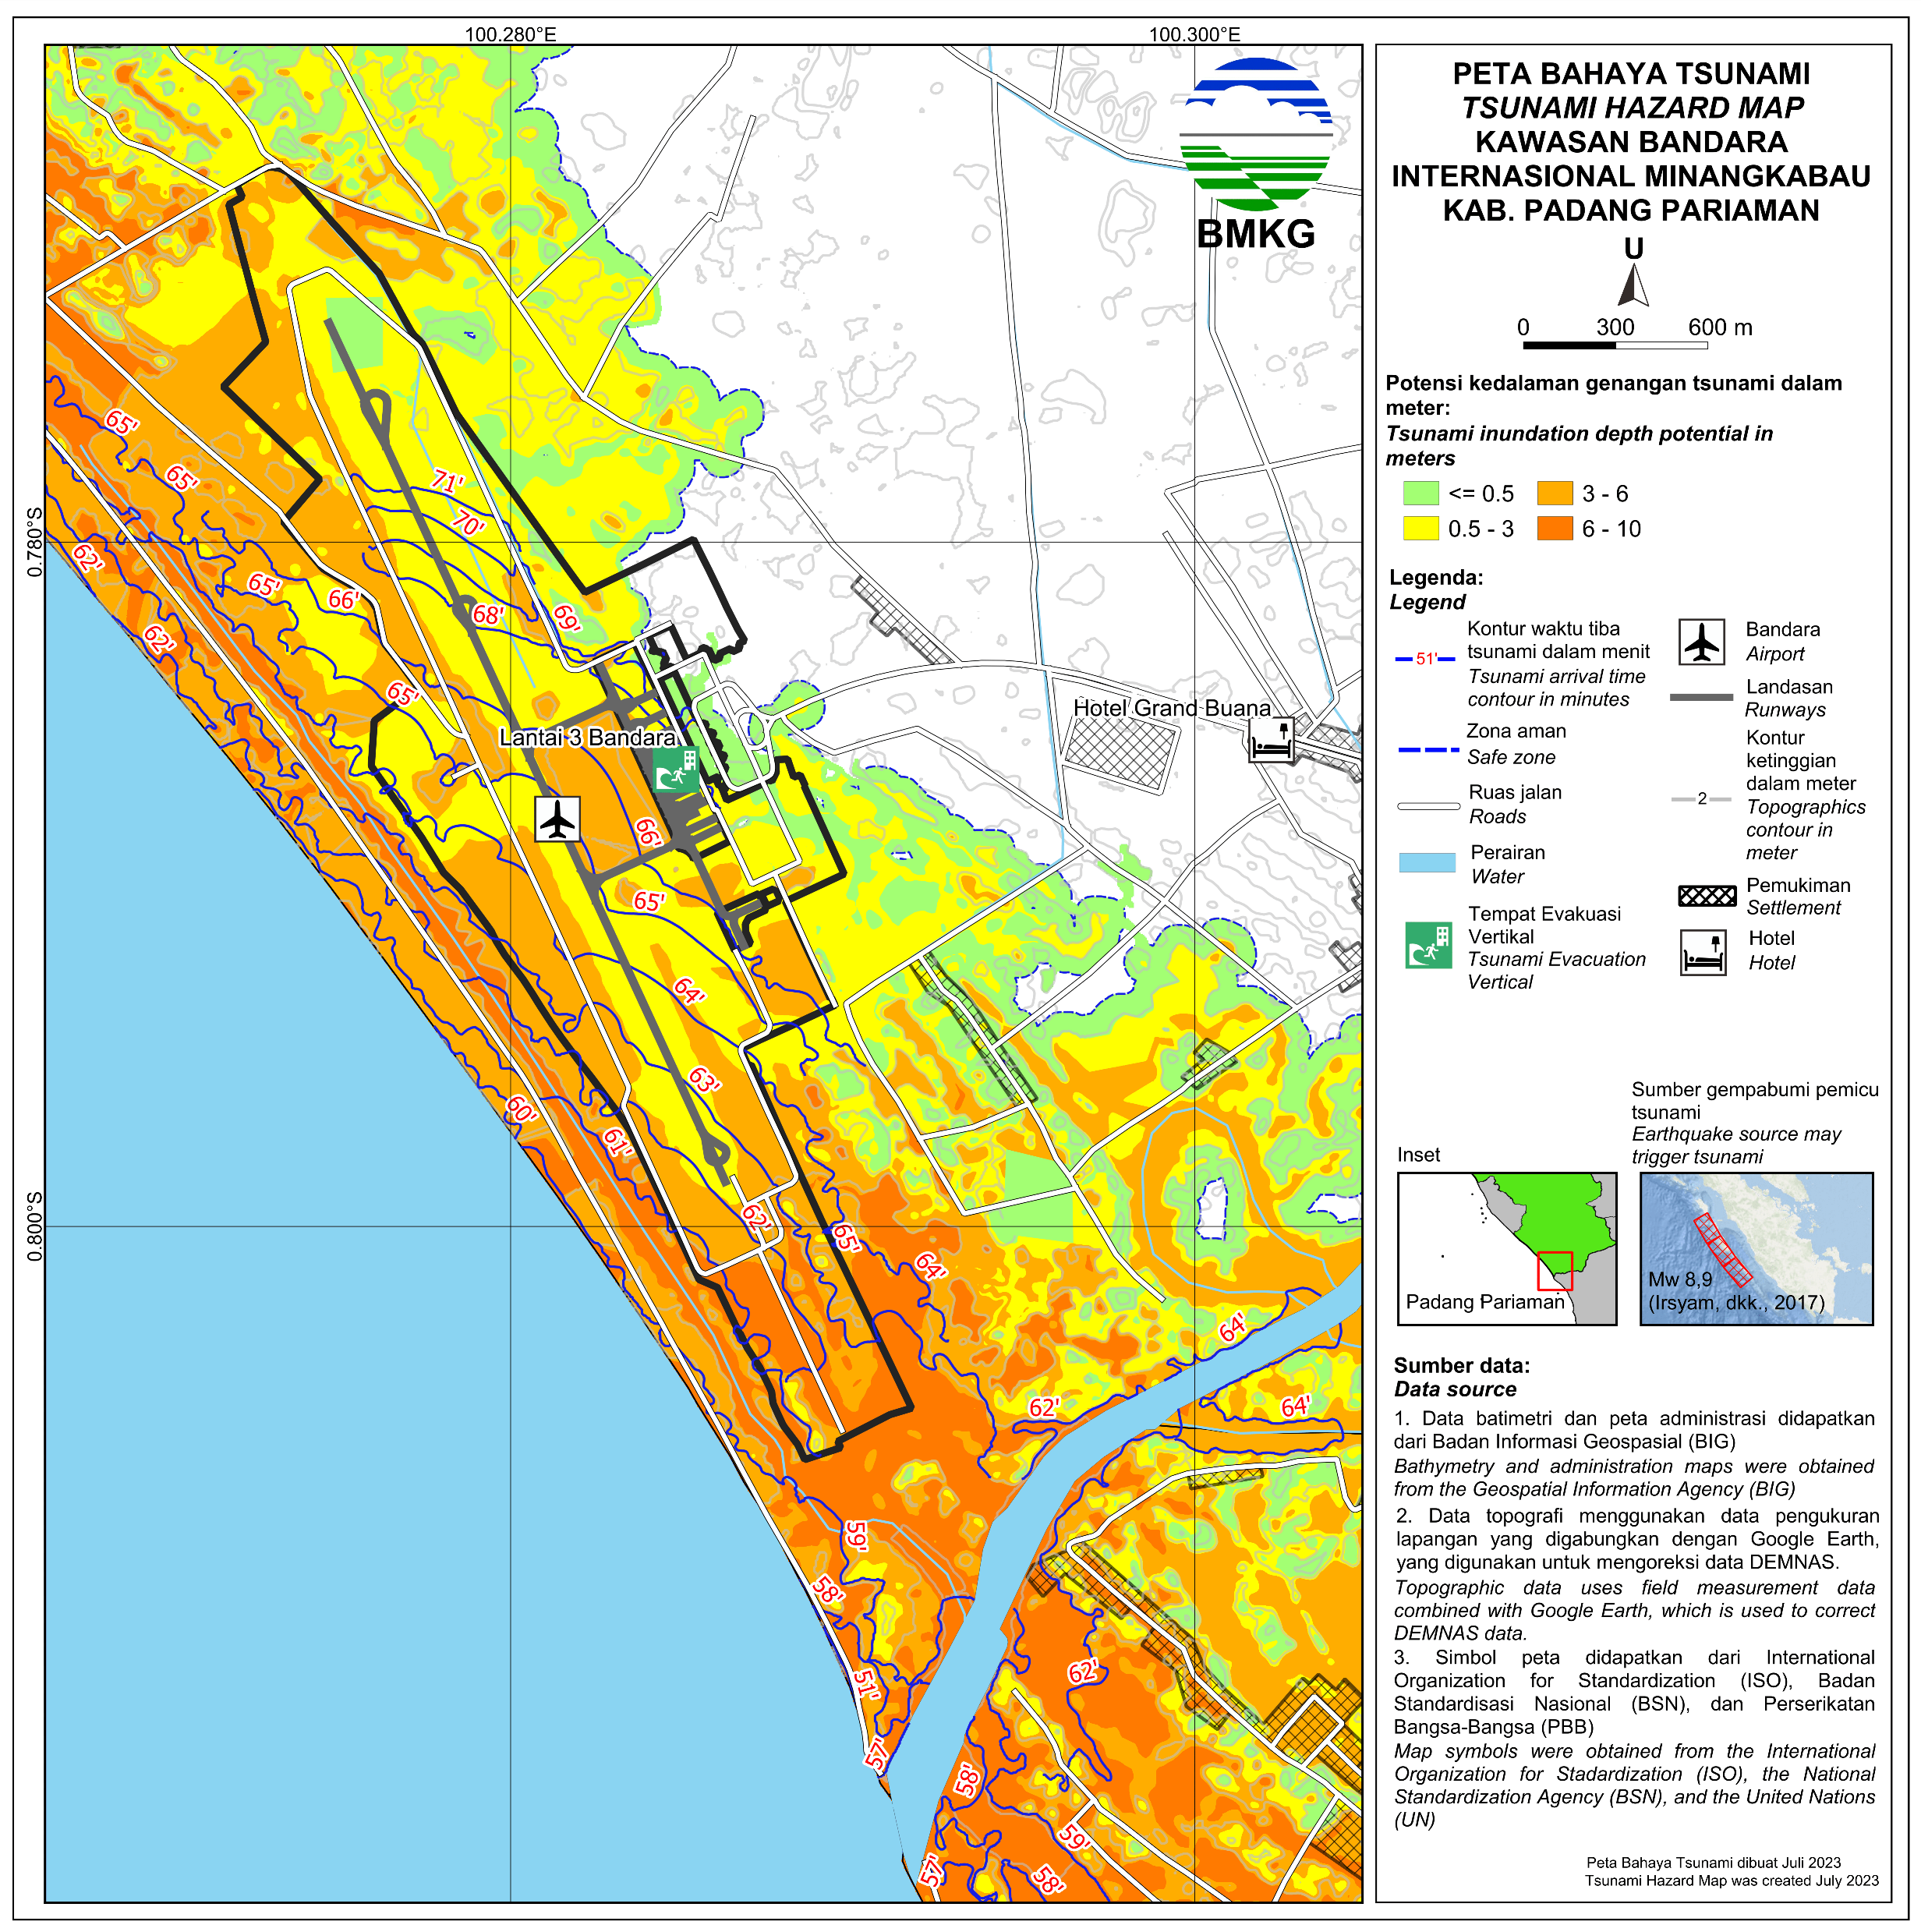 100.280°E
100.300°E
0.780°S
0.800°S
BMKG
65'
65'
62'
65'
66'
62'
65'
71'
70'
68'
69'
Lantai 3 Bandara
Hotel Grand Buana
66'
65'
64'
63'
60'
61'
62'
65'
64'
64'
62'
64'
59'
58'
51'
62'
57'
58'
59'
57'
58'
PETA BAHAYA TSUNAMI
TSUNAMI HAZARD MAP
KAWASAN BANDARA
INTERNASIONAL MINANGKABAU
KAB. PADANG PARIAMAN
U
0 300 600 m
Potensi kedalaman genangan tsunami dalam
meter:
Tsunami inundation depth potential in
meters
<= 0.5
3 - 6
0.5 - 3
6 - 10
Legenda:
Legend
51'
Kontur waktu tiba
tsunami dalam menit
Tsunami arrival time
contour in minutes
Zona aman
Safe zone
Ruas jalan
Roads
Perairan
Water
Tempat Evakuasi
Vertikal
Tsunami Evacuation
Vertical
Bandara
Airport
Landasan
Runways
2
Kontur
ketinggian
dalam meter
Topographics
contour in
meter
Pemukiman
Settlement
Hotel
Hotel
Inset
Padang Pariaman
Sumber gempabumi pemicu
tsunami
Earthquake source may
trigger tsunami
Mw 8,9
(Irsyam, dkk., 2017)
Sumber data:
Data source
1. Data batimetri dan peta administrasi didapatkan
dari Badan Informasi Geospasial (BIG)
Bathymetry and administration maps were obtained
from the Geospatial Information Agency (BIG)
2. Data topografi menggunakan data pengukuran
lapangan yang digabungkan dengan Google Earth,
yang digunakan untuk mengoreksi data DEMNAS.
Topographic data uses field measurement data
combined with Google Earth, which is used to correct
DEMNAS data.
3. Simbol peta didapatkan dari International
Organization for Standardization (ISO), Badan
Standardisasi Nasional (BSN), dan Perserikatan
Bangsa-Bangsa (PBB)
Map symbols were obtained from the International
Organization for Stadardization (ISO), the National
Standardization Agency (BSN), and the United Nations
(UN)
Peta Bahaya Tsunami dibuat Juli 2023
Tsunami Hazard Map was created July 2023